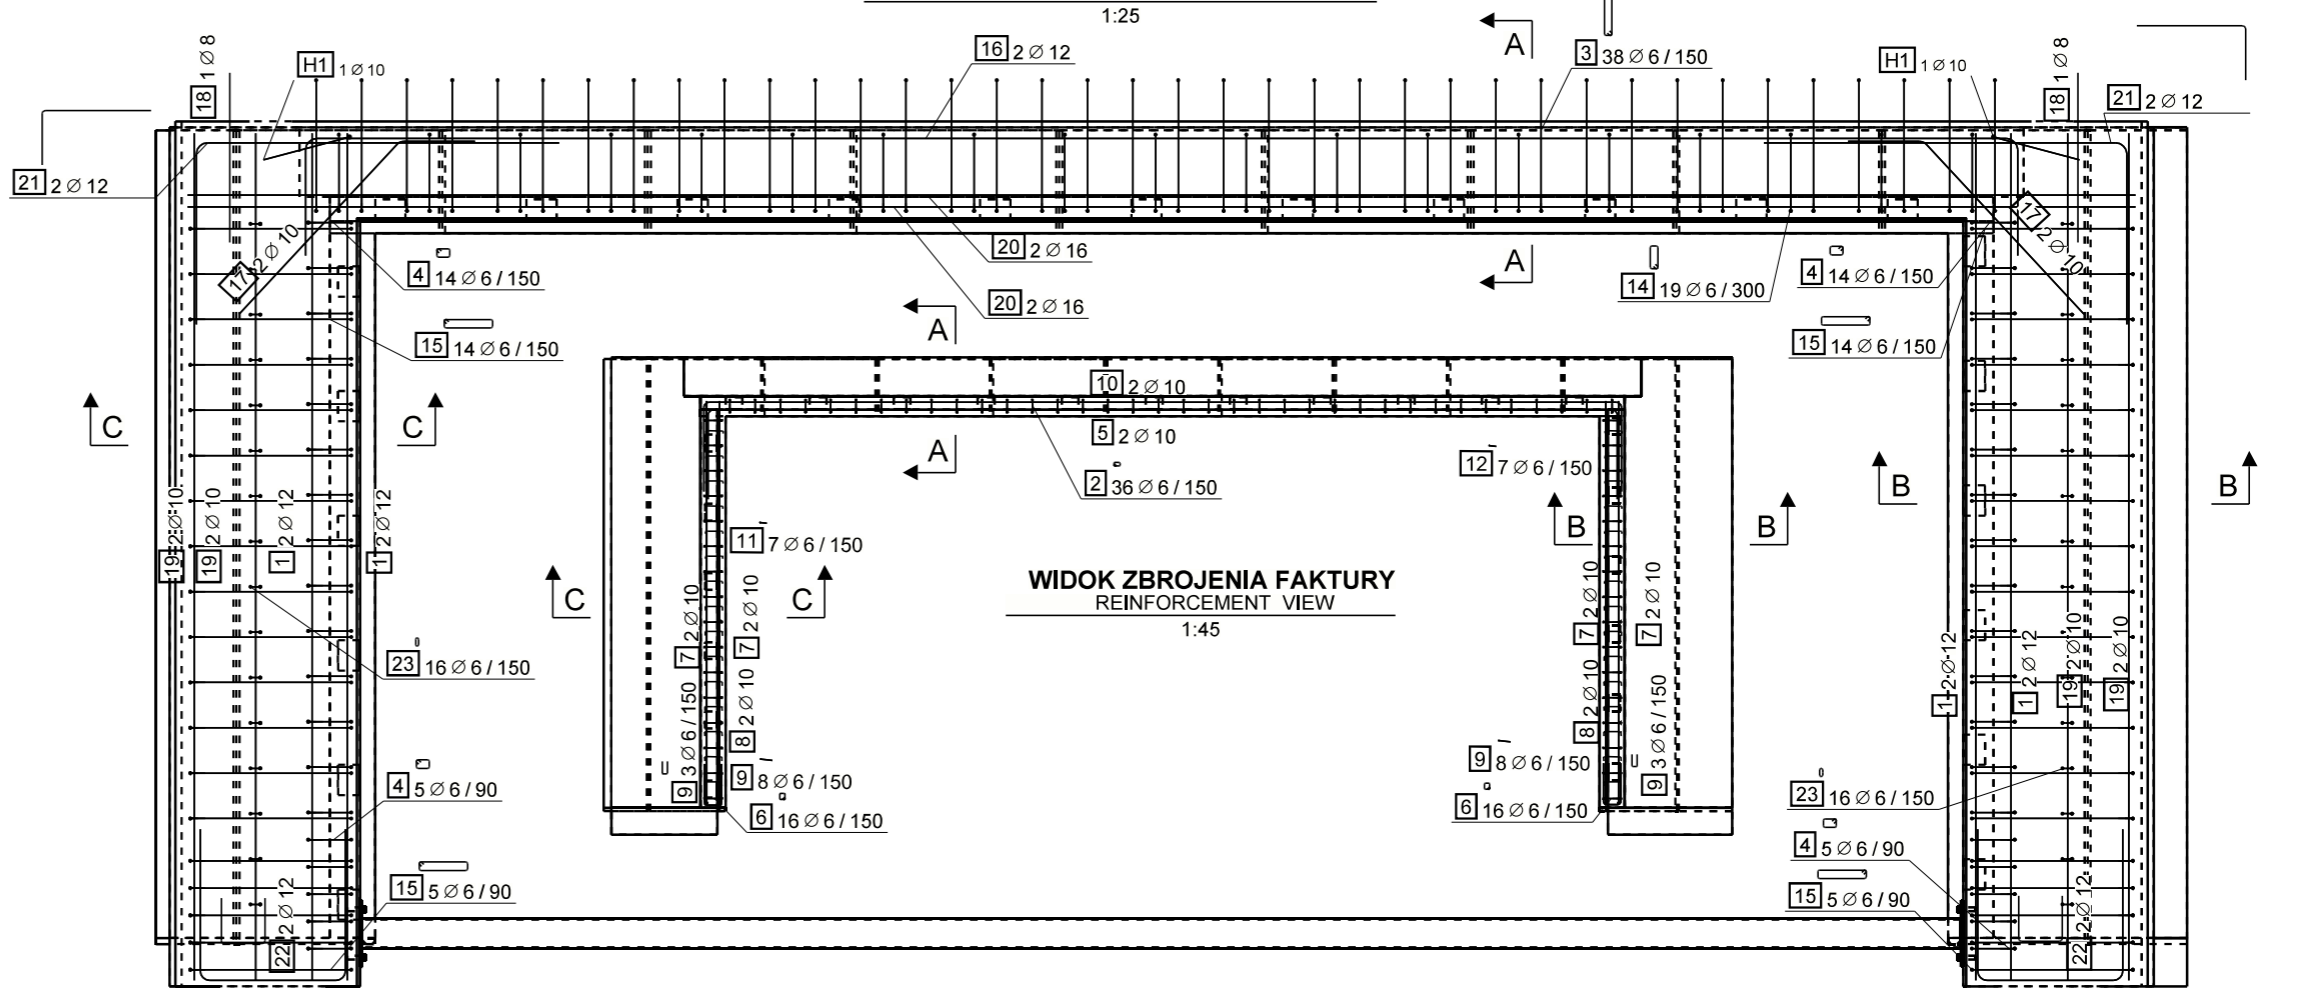 1:25
A
18 1 Ø 8
H1 1 Ø 10
16 2 Ø 12
3 38 Ø 6 / 150
H1 1 Ø 10
18 1 Ø 8
21 2 Ø 12
21 2 Ø 12
17 2 Ø 10
17 2 Ø 10
4 14 Ø 6 / 150
20 2 Ø 16
A
14 19 Ø 6 / 300
4 14 Ø 6 / 150
20 2 Ø 16
A
15 14 Ø 6 / 150
15 14 Ø 6 / 150
10 2 Ø 10
C
C
5 2 Ø 10
A
12 7 Ø 6 / 150
2 36 Ø 6 / 150
B
B
B
B
19 2 Ø 10
19 2 Ø 10
1 2 Ø 12
1 2 Ø 12
11 7 Ø 6 / 150
C
C
WIDOK ZBROJENIA FAKTURY
REINFORCEMENT VIEW
1:45
7 2 Ø 10
7 2 Ø 10
7 2 Ø 10
7 2 Ø 10
23 16 Ø 6 / 150
1 2 Ø 12
1 2 Ø 12
19 2 Ø 10
19 2 Ø 10
9 3 Ø 6 / 150
8 2 Ø 10
8 2 Ø 10
9 3 Ø 6 / 150
4 5 Ø 6 / 90
9 8 Ø 6 / 150
9 8 Ø 6 / 150
6 16 Ø 6 / 150
6 16 Ø 6 / 150
23 16 Ø 6 / 150
4 5 Ø 6 / 90
15 5 Ø 6 / 90
15 5 Ø 6 / 90
22 2 Ø 12
22 2 Ø 12